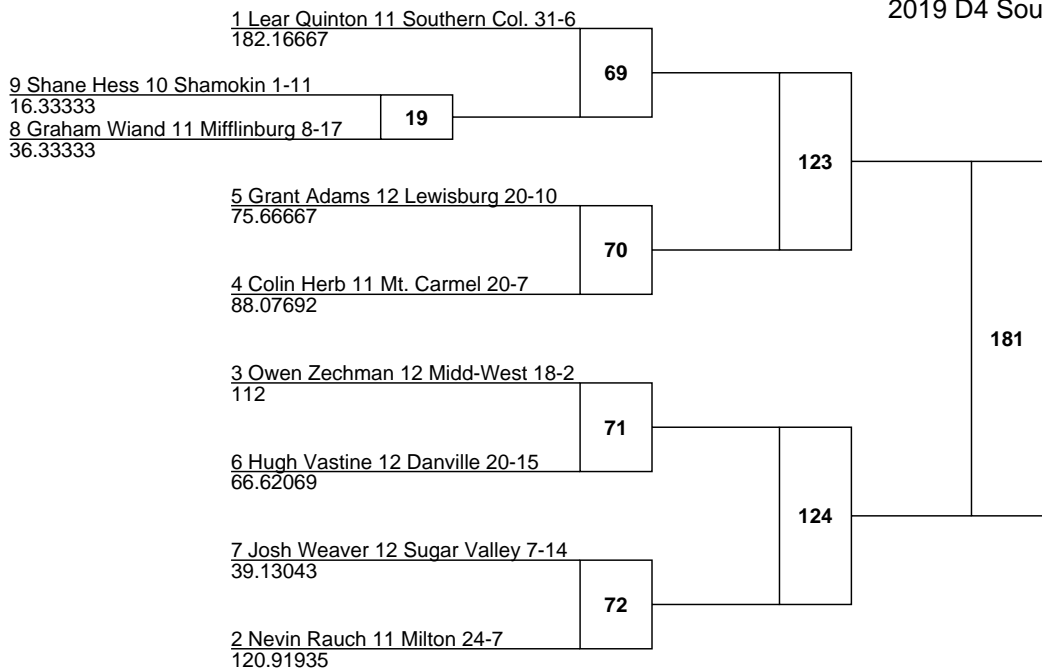 2019 D4 Sou
1 Lear Quinton 11 Southern Col. 31-6
182.16667
69
9 Shane Hess 10 Shamokin 1-11
16.33333
19
8 Graham Wiand 11 Mifflinburg 8-17
36.33333
123
5 Grant Adams 12 Lewisburg 20-10
75.66667
70
4 Colin Herb 11 Mt. Carmel 20-7
88.07692
181
3 Owen Zechman 12 Midd-West 18-2
112
71
6 Hugh Vastine 12 Danville 20-15
66.62069
124
7 Josh Weaver 12 Sugar Valley 7-14
39.13043
72
2 Nevin Rauch 11 Milton 24-7
120.91935